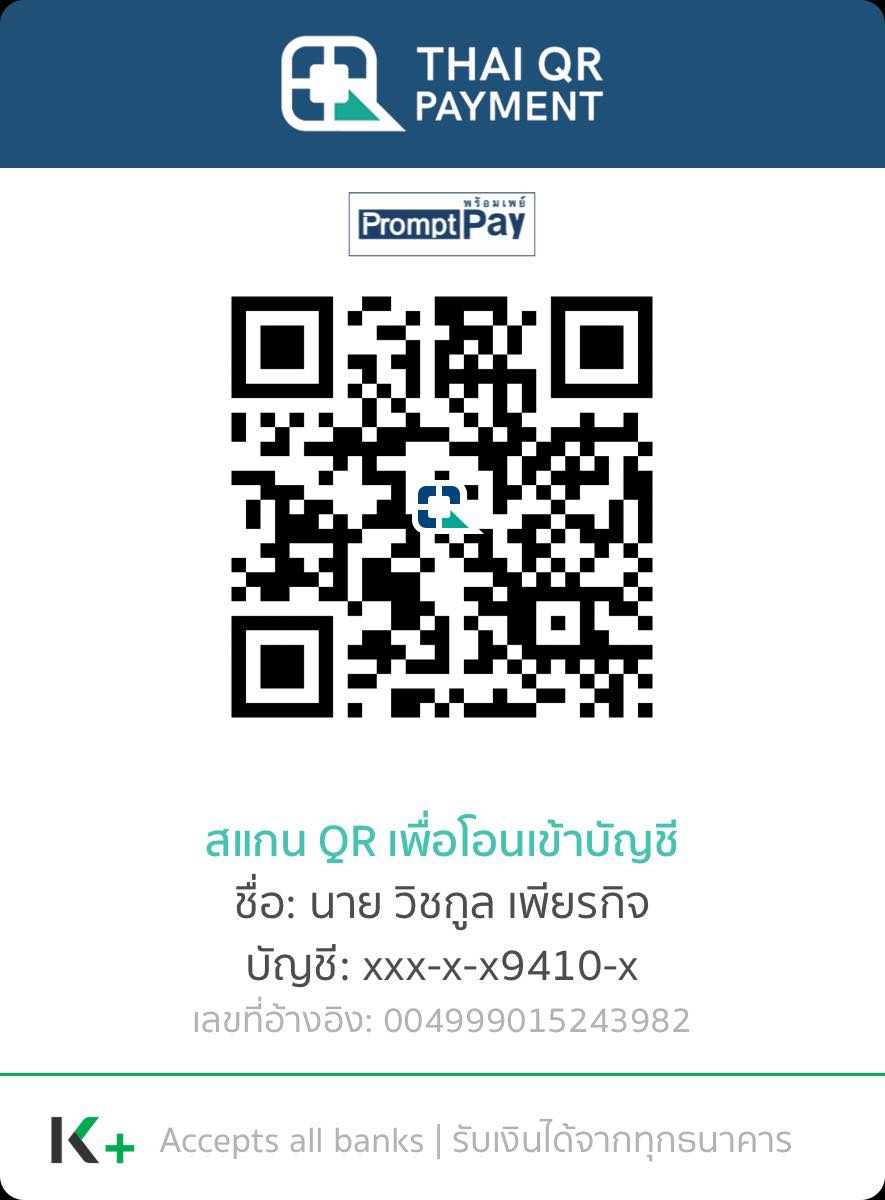 THAI QR
PAYMENT
พร้อมเพย์
PromptPay
สแกน QR เพื่อโอนเข้าบัญชี
ชื่อ: นาย วิชกูล เพียรกิจ
บัญชี: xxx-x-x9410-x
เลขที่อ้างอิง: 004999015243982
K+ Accepts all banks | รับเงินได้จากทุกธนาคาร